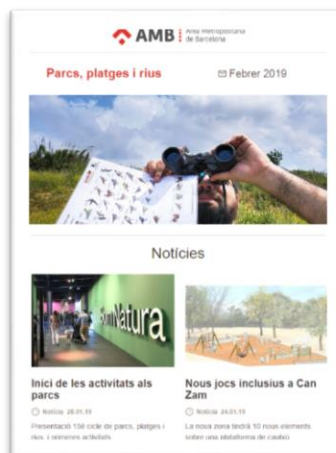 AMB Àrea Metropolitana
de Barcelona
Parcs, platges i rius
Febrer 2019
Notícies
Natura
Inici de les activitats als
parcs
Notícia 28.01.19
Presentació 15è cicle de parcs, platges i
rius, i primeres activitats
Nous jocs inclusius a Can
Zam
Notícia 24.01.19
La nova zona tindrà 10 nous elements
sobre una plataforma de cautxú